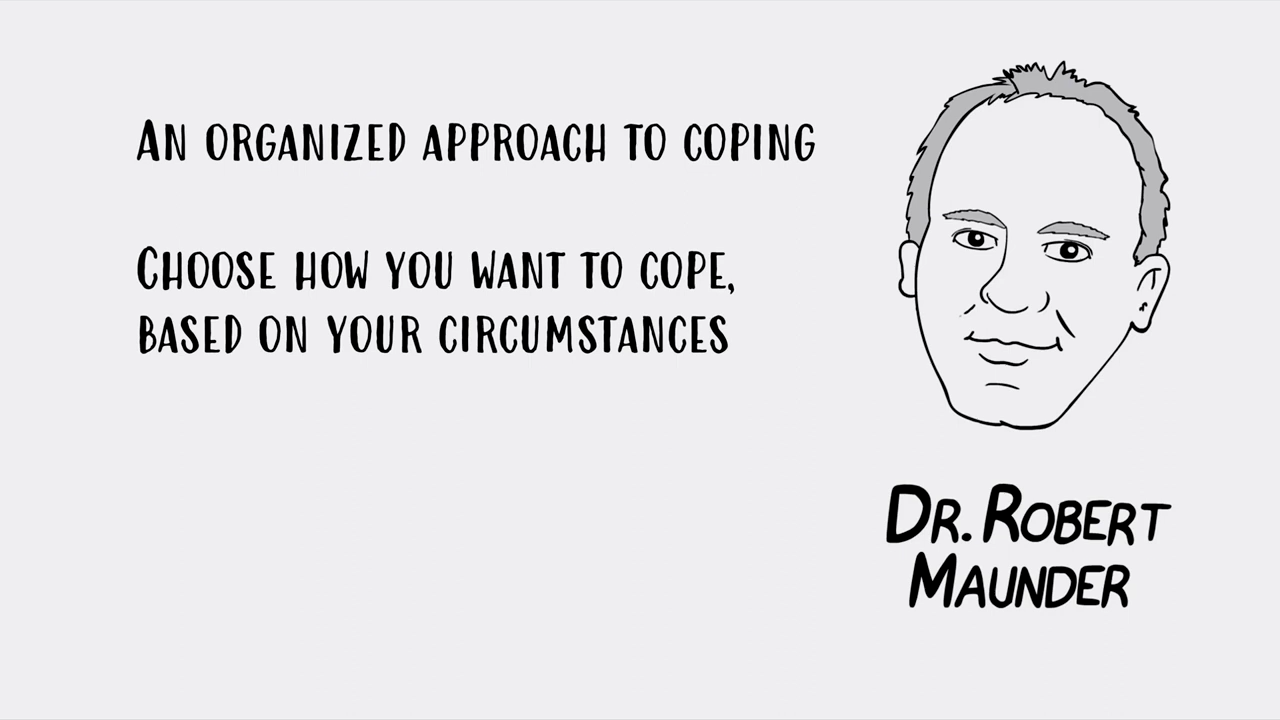 An organized approach to coping
Choose how you want to cope,
based on your circumstances
Dr. Robert
Maunder